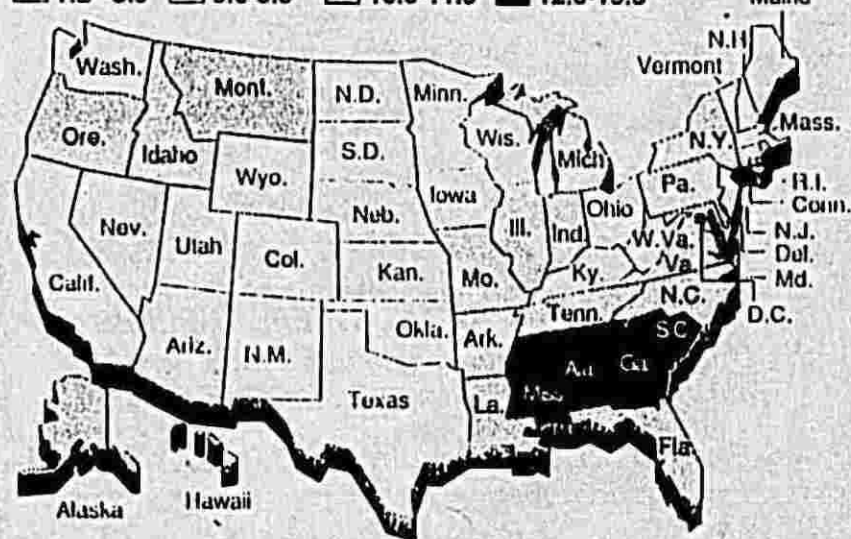 Maine
N.H
Vermont
Wash.
Mont.
N.D.
Minn.
Mass.
Ore.
Idaho
S.D.
Wis.
Mich
N.Y.
Wyo.
Iowa
Pa.
R.I.
Conn.
Nev.
Neb.
Ill.
Ind.
Ohio
N.J.
Utah
Col.
W.Va.
Del.
Calif.
Kan.
Mo.
Ky.
Va
Md.
N.C.
D.C.
Ariz.
N.M.
Okla.
Ark.
Tenn.
S.C
Ga
Texas
La.
Fla.
Alaska
Hawaii